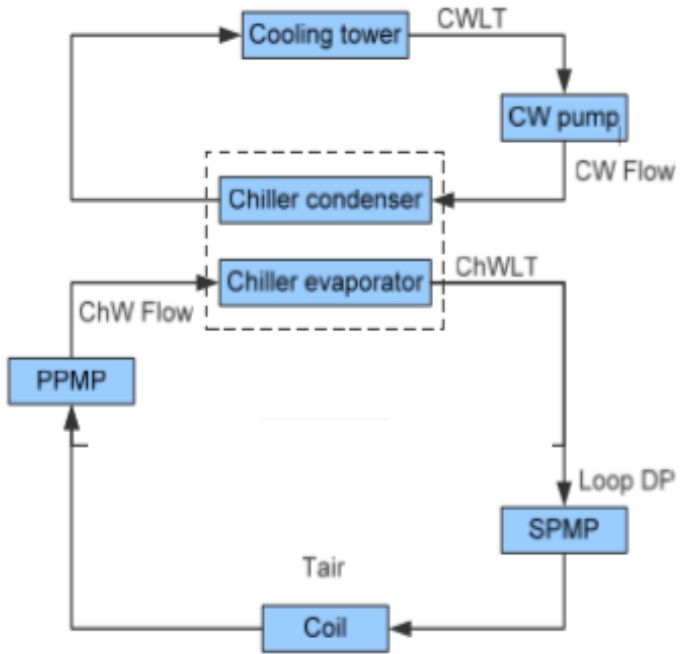 CWLT
Cooling tower
CW pump
CW Flow
Chiller condenser
Chiller evaporator
ChWLT
ChW Flow
PPMP
Loop DP
SPMP
Tair
Coil